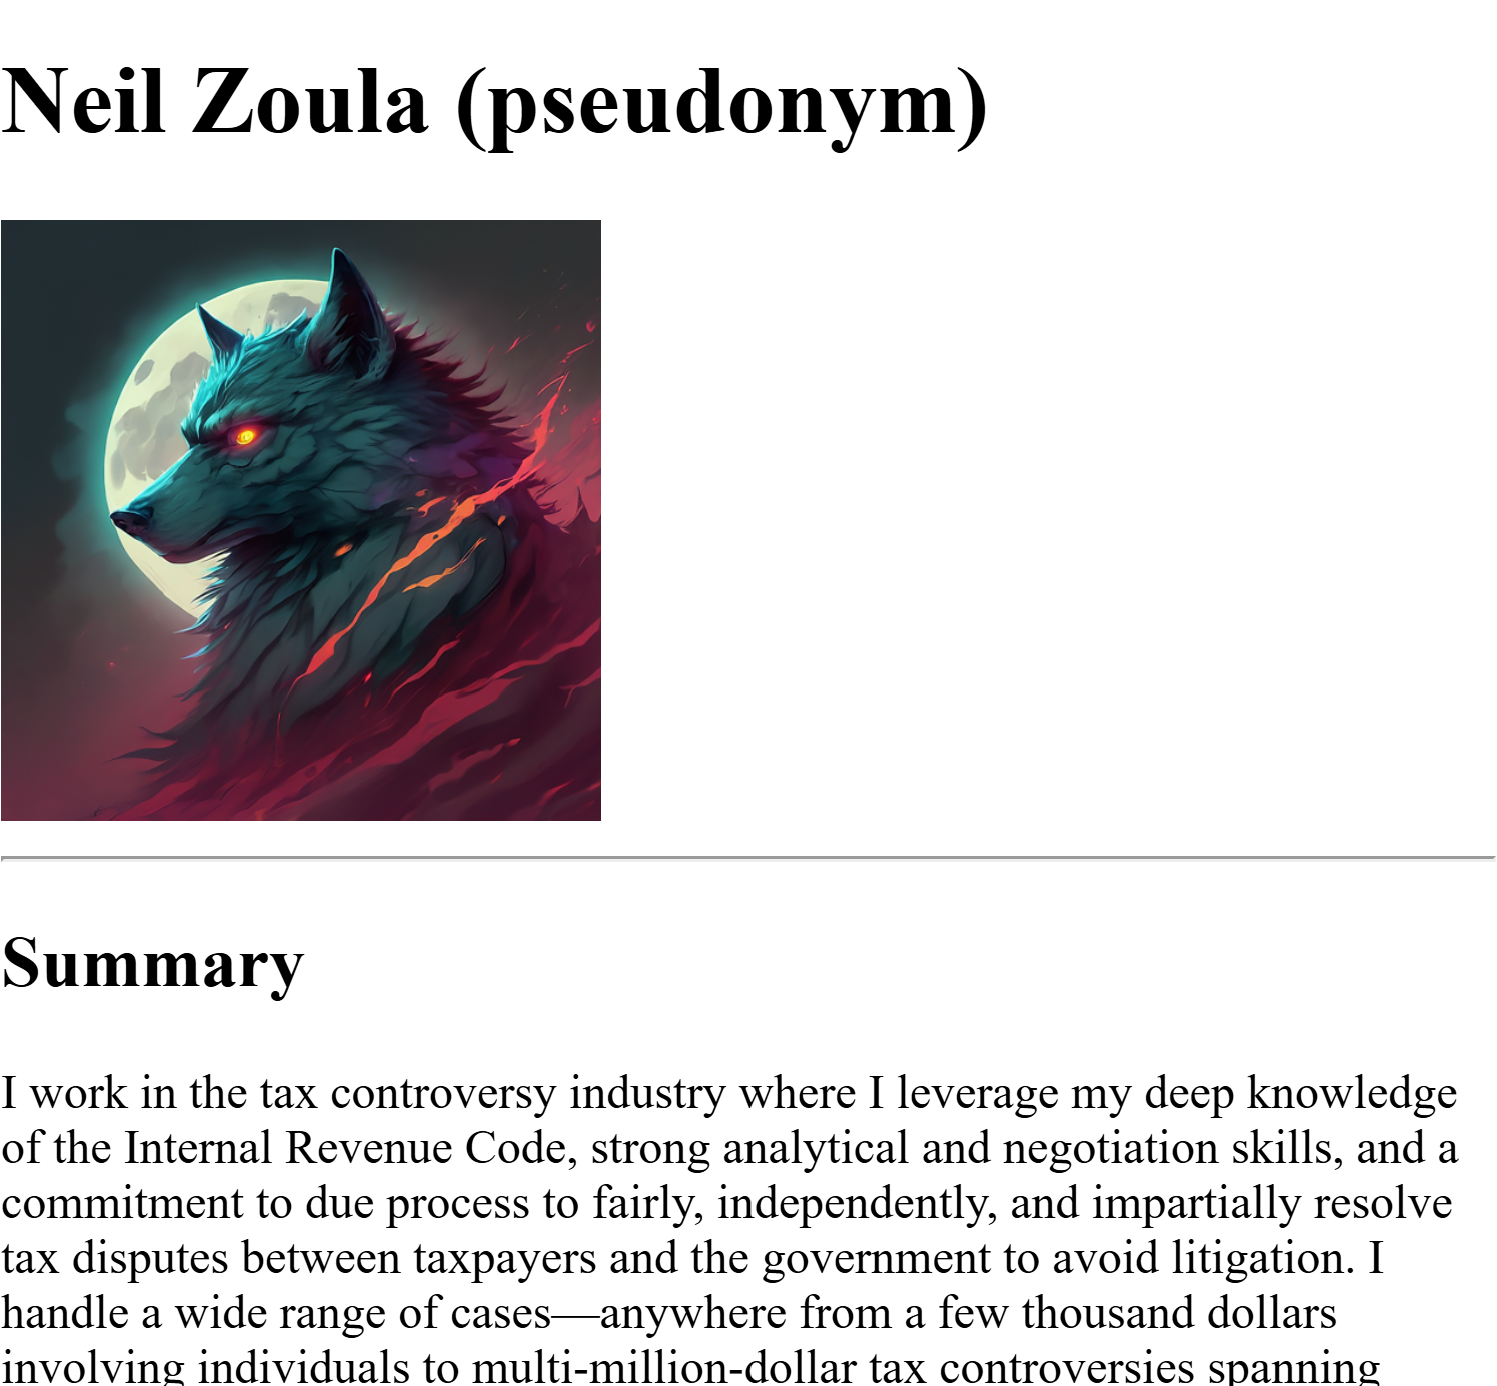 Neil Zoula (pseudonym)
Summary
I work in the tax controversy industry where I leverage my deep knowledge
of the Internal Revenue Code, strong analytical and negotiation skills, and a
commitment to due process to fairly, independently, and impartially resolve
tax disputes between taxpayers and the government to avoid litigation. I
handle a wide range of cases—anywhere from a few thousand dollars
involving individuals to multi-million-dollar tax controversies spanning